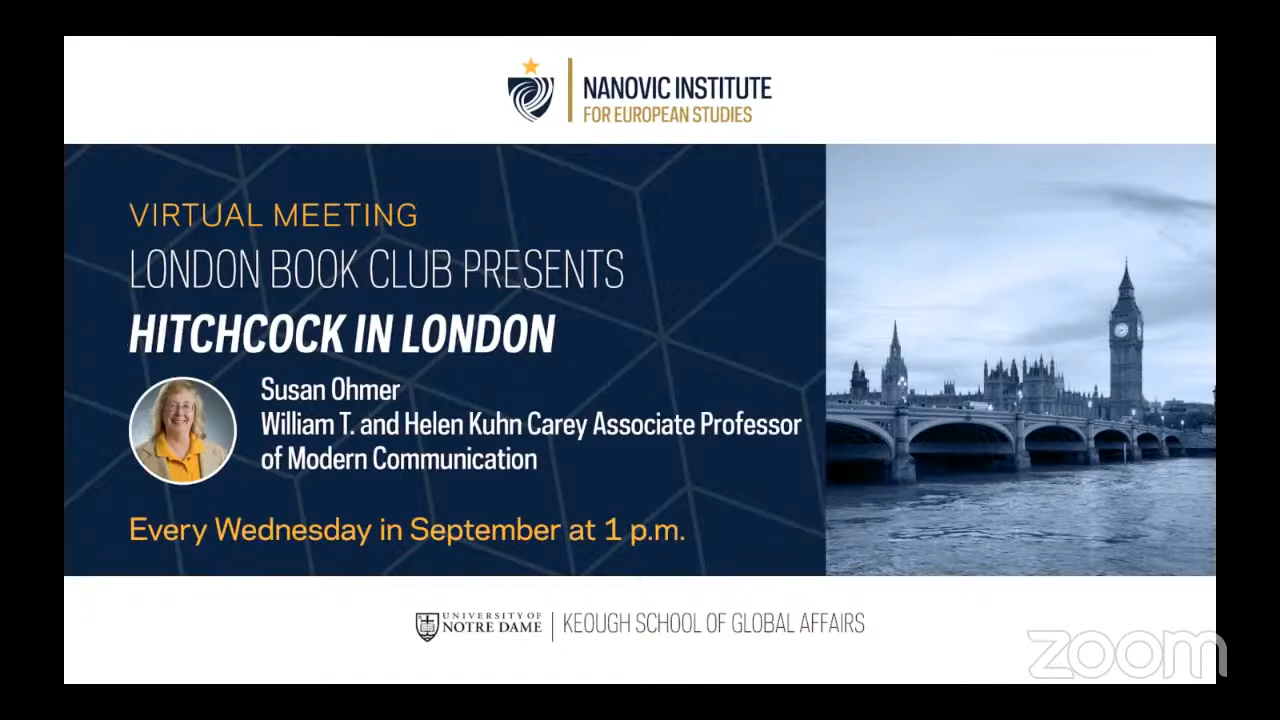 NANOVIC INSTITUTE
FOR EUROPEAN STUDIES
VIRTUAL MEETING
LONDON BOOK CLUB PRESENTS
HITCHCOCK IN LONDON
Susan Ohmer
William T. and Helen Kuhn Carey Associate Professor
of Modern Communication
Every Wednesday in September at 1 p.m.
UNIVERSITY OF
NOTRE DAME
KEOUGH SCHOOL OF GLOBAL AFFAIRS
zoom